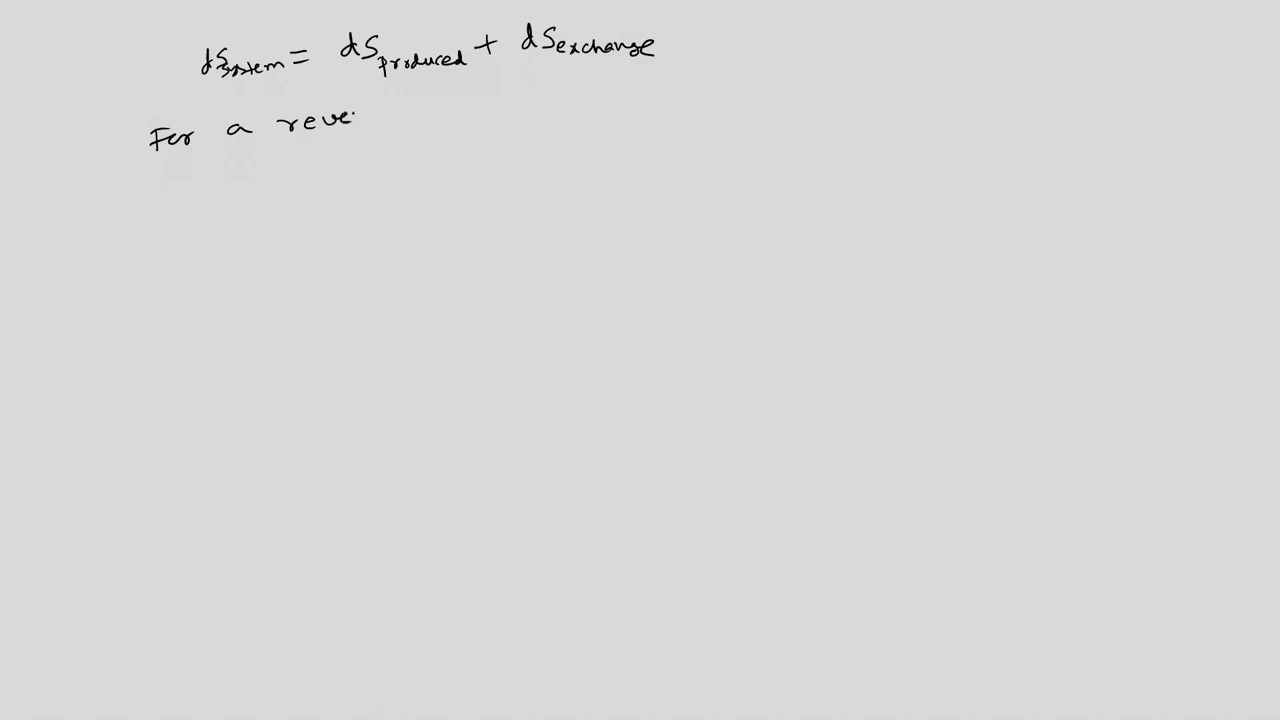 dS_system = dS_produced + dS_exchange
For a reve